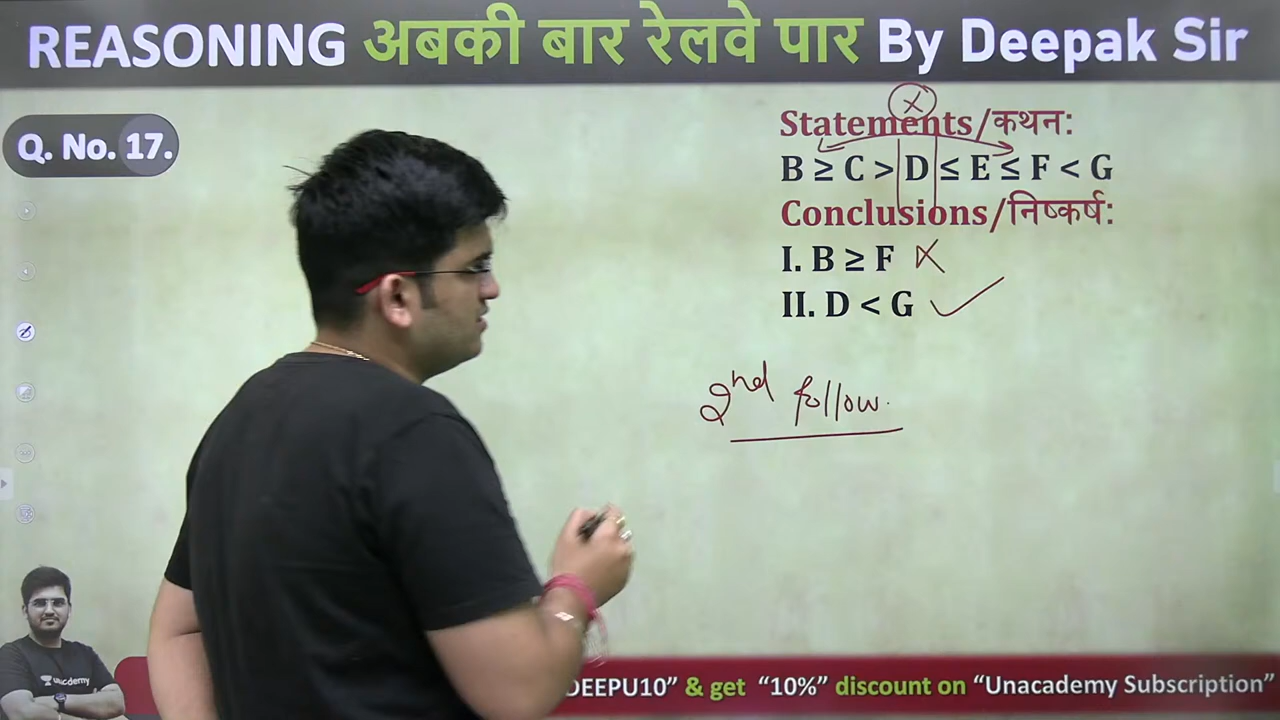 REASONING अबकी बार रेलवे पार By Deepak Sir
Q. No. 17.
Statements/कथन:
B ≥ C > D ≤ E ≤ F < G
Conclusions/निष्कर्ष:
I. B ≥ F
II. D < G
2nd follow.
unacademy
DEEPU10” & get “10%” discount on “Unacademy Subscription”